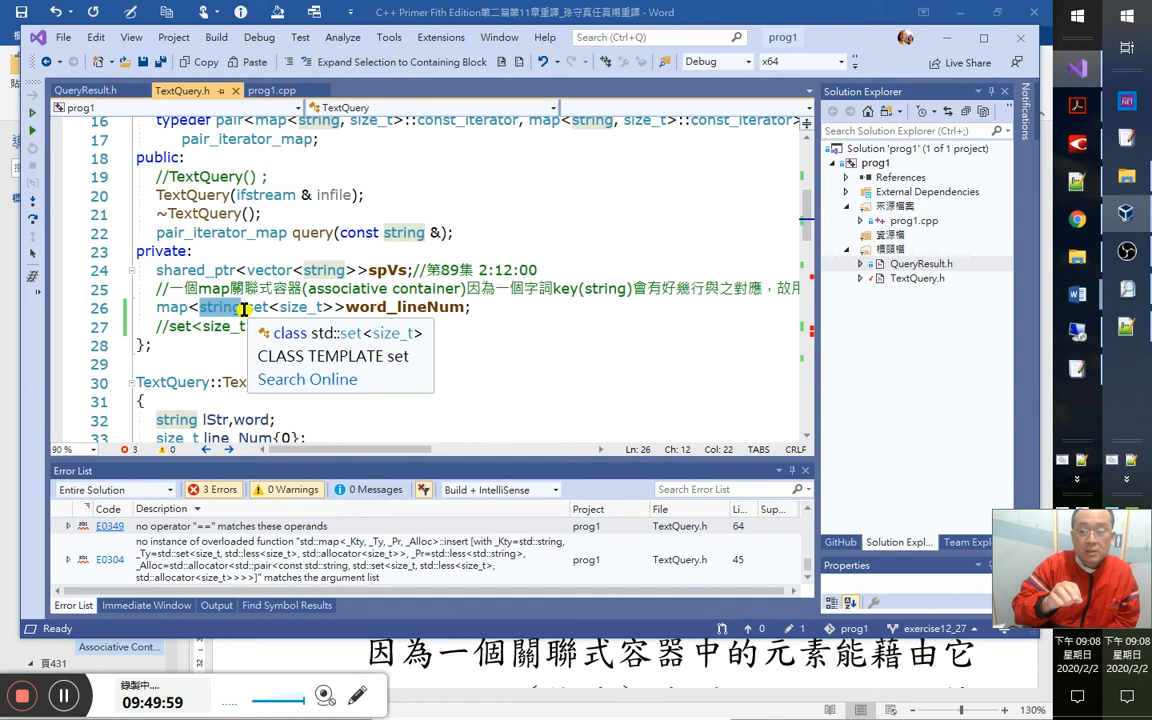 C++ Primer Fifth Edition第二篇第11章重譯_孫守真任真甫重譯 - Word
File Edit View Project Build Debug Test Analyze Tools Extensions Window Help Search (Ctrl+Q) prog1
Copy Paste Expand Selection to Containing Block Debug x64 Live Share
QueryResult.h TextQuery.h prog1.cpp
prog1 TextQuery
16 typedef pair<map<string, size_t>::const_iterator, map<string, size_t>::const_iterator>
17 pair_iterator_map;
18 public:
19 //TextQuery() ;
20 TextQuery(ifstream & infile);
21 ~TextQuery();
22 pair_iterator_map query(const string &);
23 private:
24 shared_ptr<vector<string>>spVs;//第89集 2:12:00
25 //一個map關聯式容器(associative container)因為一個字詞key(string)會有好幾行與之對應，故用
26 map<string,set<size_t>>word_lineNum;
27 //set<size_t
class std::set<size_t>
28 };
CLASS TEMPLATE set
29
Search Online
30 TextQuery::Tex
31 {
32 string lStr,word;
33 size_t line_Num{0};
90 % 3 0 Ln: 26 Ch: 12 Col: 22 TABS CRLF
Error List
Entire Solution 3 Errors 0 Warnings 0 Messages Build + IntelliSense Search Error List
Code Description Project File Li... Sup...
E0349 no operator "==" matches these operands prog1 TextQuery.h 64
no instance of overloaded function "std::map<_Kty, _Ty, _Pr, _Alloc>::insert [with _Kty=std::string,
_Ty=std::set<size_t, std::less<size_t>, std::allocator<size_t>>, _Pr=std::less<std::string>,
E0304 _Alloc=std::allocator<std::pair<const std::string, std::set<size_t, std::less<size_t>, prog1 TextQuery.h 45
std::allocator<size_t>>>>]" matches the argument list
Error List Immediate Window Output Find Symbol Results
Ready 0 1 prog1 exercise12_27
Solution Explorer
Search Solution Explorer (Ctrl+;)
Solution 'prog1' (1 of 1 project)
prog1
References
External Dependencies
來源檔案
prog1.cpp
資源檔
標頭檔
QueryResult.h
TextQuery.h
GitHub Solution Expl... Team Explo
Properties
Notifications
Associative Cont...
頁431
因為一個關聯式容器中的元素能藉由它
錄製中...
09:49:59
130%
下午 09:08
星期日
2020/2/2
下午 09:08
星期日
2020/2/2